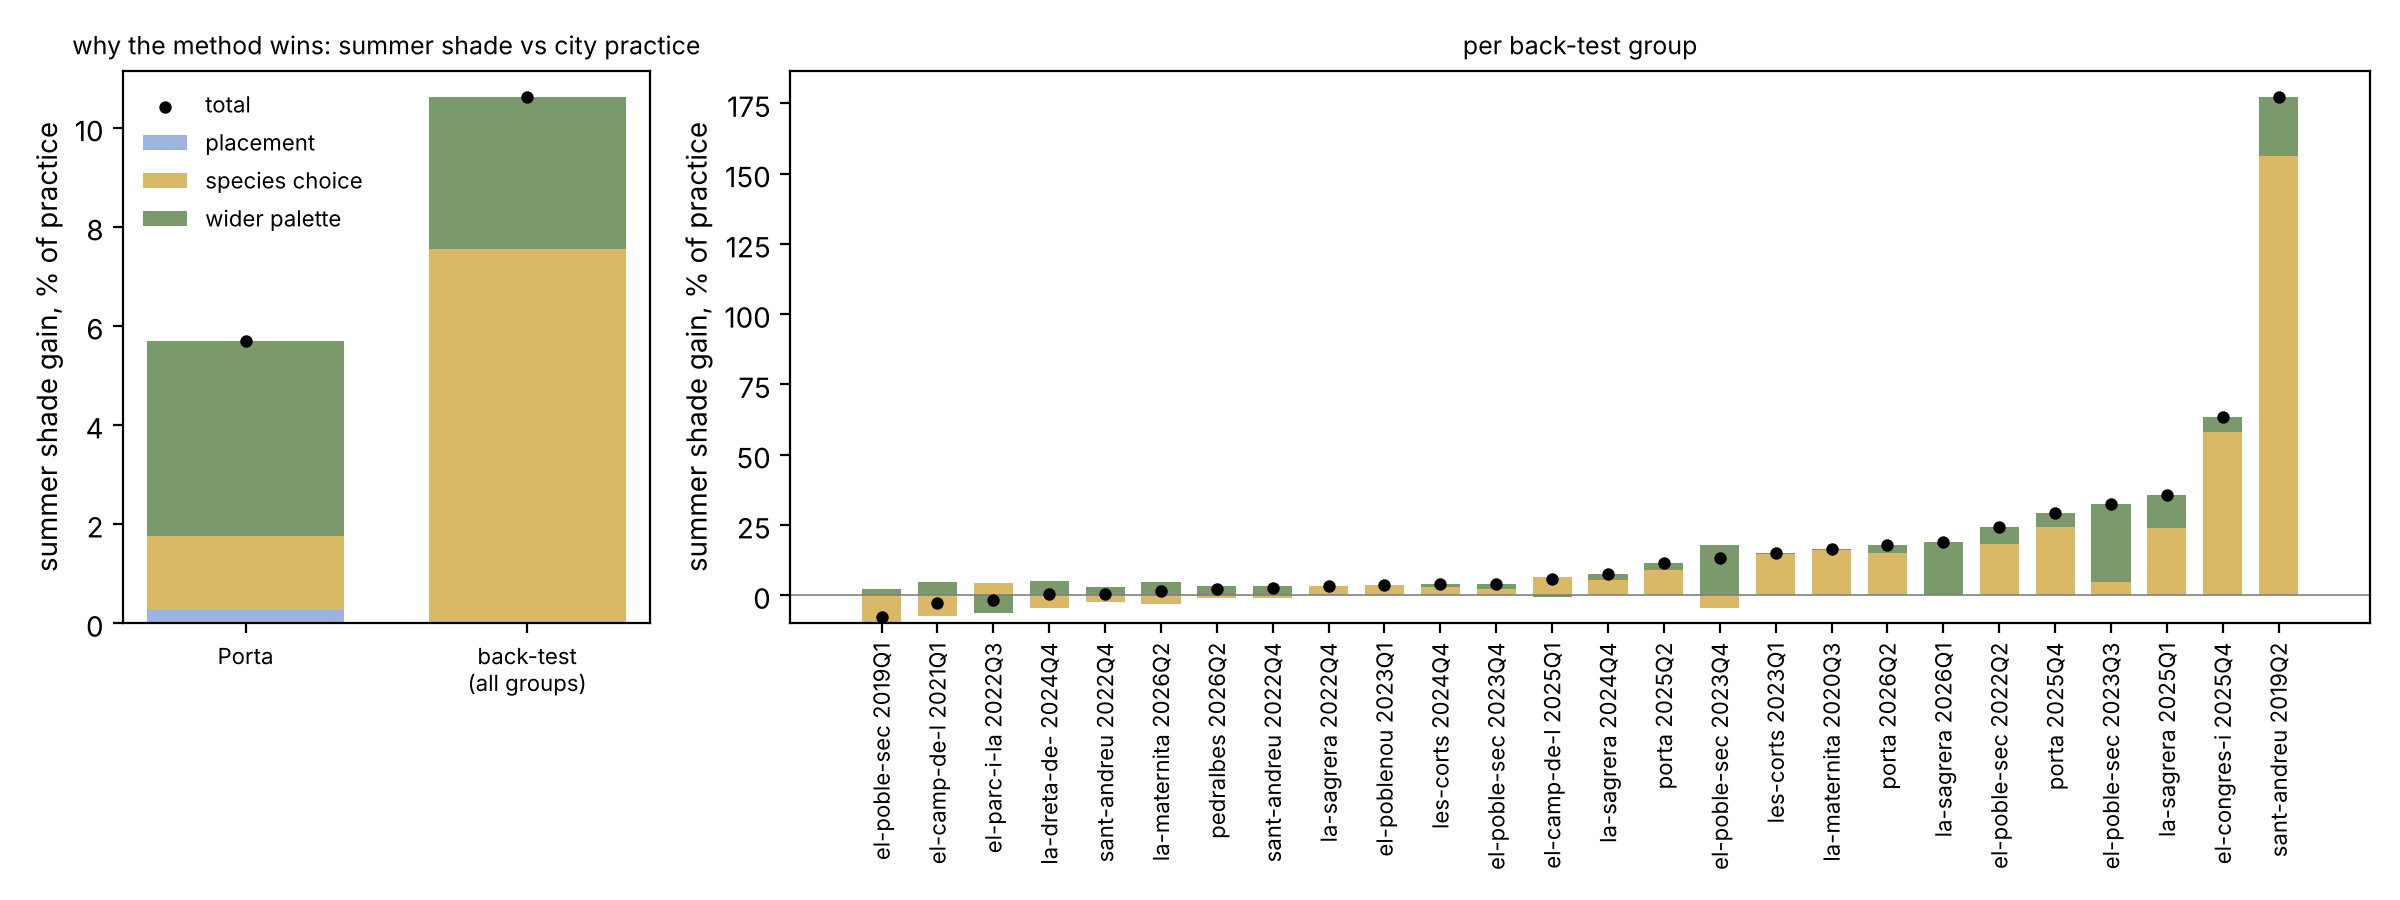 why the method wins: summer shade vs city practice
summer shade gain, % of practice
10
8
6
4
2
0
total
placement
species choice
wider palette
Porta
back-test
(all groups)
per back-test group
summer shade gain, % of practice
175
150
125
100
75
50
25
0
el-poble-sec 2019Q1
el-camp-de-l 2021Q1
el-parc-i-la 2022Q3
la-dreta-de- 2024Q4
sant-andreu 2022Q4
la-maternita 2026Q2
pedralbes 2026Q2
sant-andreu 2022Q4
la-sagrera 2022Q4
el-poblenou 2023Q1
les-corts 2024Q4
el-poble-sec 2023Q4
el-camp-de-l 2025Q1
la-sagrera 2024Q4
porta 2025Q2
el-poble-sec 2023Q4
les-corts 2023Q1
la-maternita 2020Q3
porta 2026Q2
la-sagrera 2026Q1
el-poble-sec 2022Q2
porta 2025Q4
el-poble-sec 2023Q3
la-sagrera 2025Q1
el-congres-i 2025Q4
sant-andreu 2019Q2